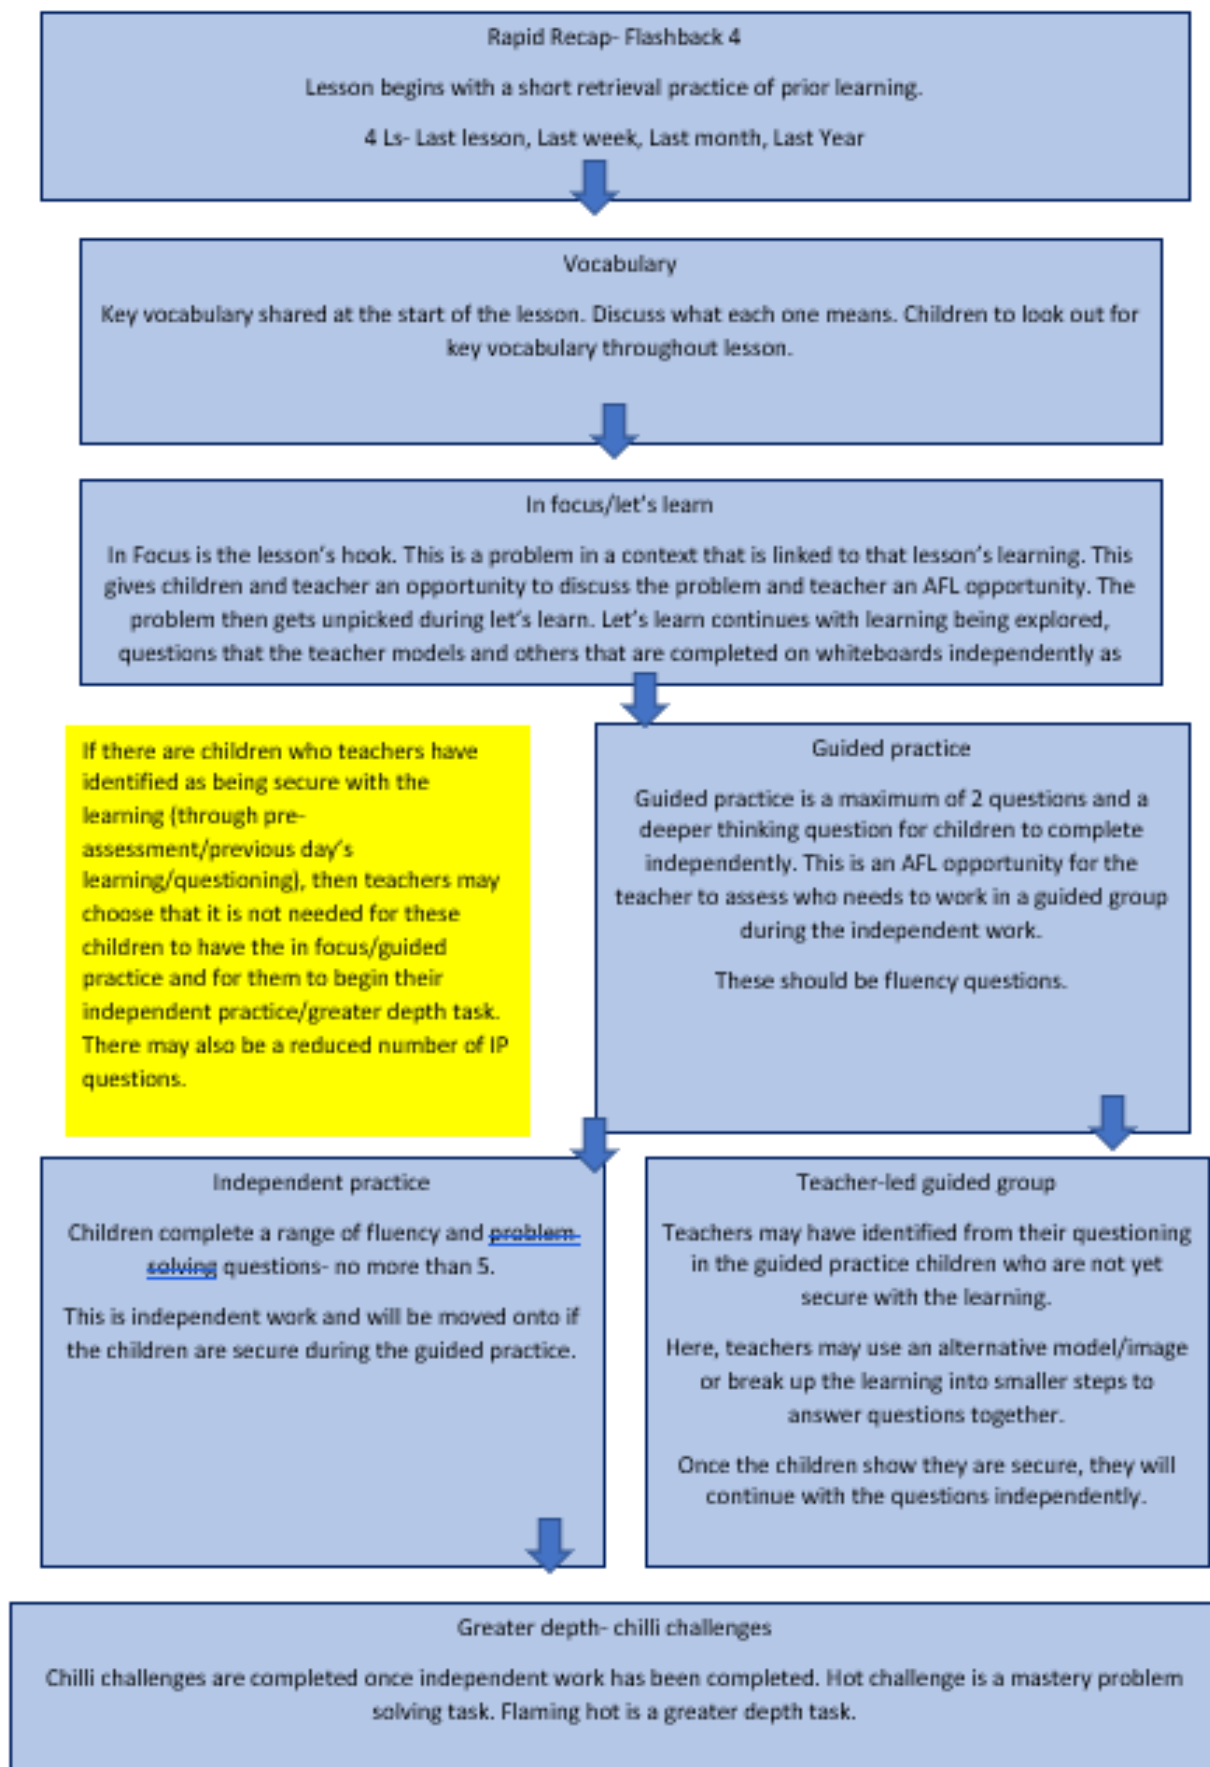 Rapid Recap- Flashback 4
Lesson begins with a short retrieval practice of prior learning.
4 Ls- Last lesson, Last week, Last month, Last Year
Vocabulary
Key vocabulary shared at the start of the lesson. Discuss what each one means. Children to look out for
key vocabulary throughout lesson.
In focus/let's learn
In Focus is the lesson's hook. This is a problem in a context that is linked to that lesson's learning. This
gives children and teacher an opportunity to discuss the problem and teacher an AFL opportunity. The
problem then gets unpicked during let's learn. Let's learn continues with learning being explored,
questions that the teacher models and others that are completed on whiteboards independently as
If there are children who teachers have
identified as being secure with the
learning (through pre-
assessment/previous day's
learning/questioning), then teachers may
choose that it is not needed for these
children to have the in focus/guided
practice and for them to begin their
independent practice/greater depth task.
There may also be a reduced number of IP
questions.
Guided practice
Guided practice is a maximum of 2 questions and a
deeper thinking question for children to complete
independently. This is an AFL opportunity for the
teacher to assess who needs to work in a guided group
during the independent work.
These should be fluency questions.
Independent practice
Children complete a range of fluency and problem
solving questions- no more than 5.
This is independent work and will be moved onto if
the children are secure during the guided practice.
Teacher-led guided group
Teachers may have identified from their questioning
in the guided practice children who are not yet
secure with the learning.
Here, teachers may use an alternative model/image
or break up the learning into smaller steps to
answer questions together.
Once the children show they are secure, they will
continue with the questions independently.
Greater depth- chilli challenges
Chilli challenges are completed once independent work has been completed. Hot challenge is a mastery problem
solving task. Flaming hot is a greater depth task.